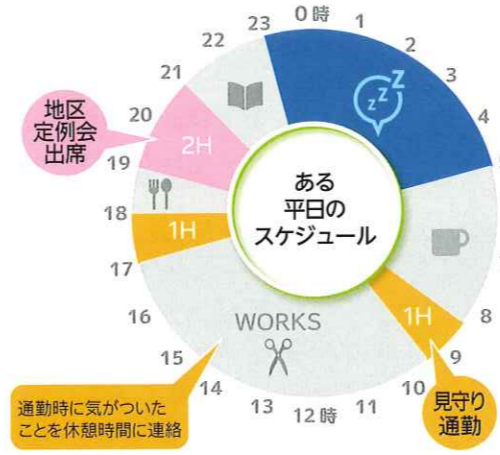 0時
1
2
3
4
8
9
10
11
12時
13
14
15
16
17
18
19
20
21
22
23
z z Z
2H
1H
1H
地区
定例会
出席
ある
平日の
スケジュール
WORKS
見守り
通勤
通勤時に気がついた
ことを休憩時間に連絡